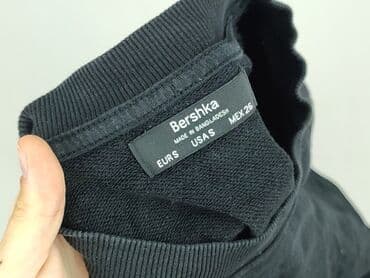 Bershka
MADE IN BANGLADESH
EUR S USA S MEX 26